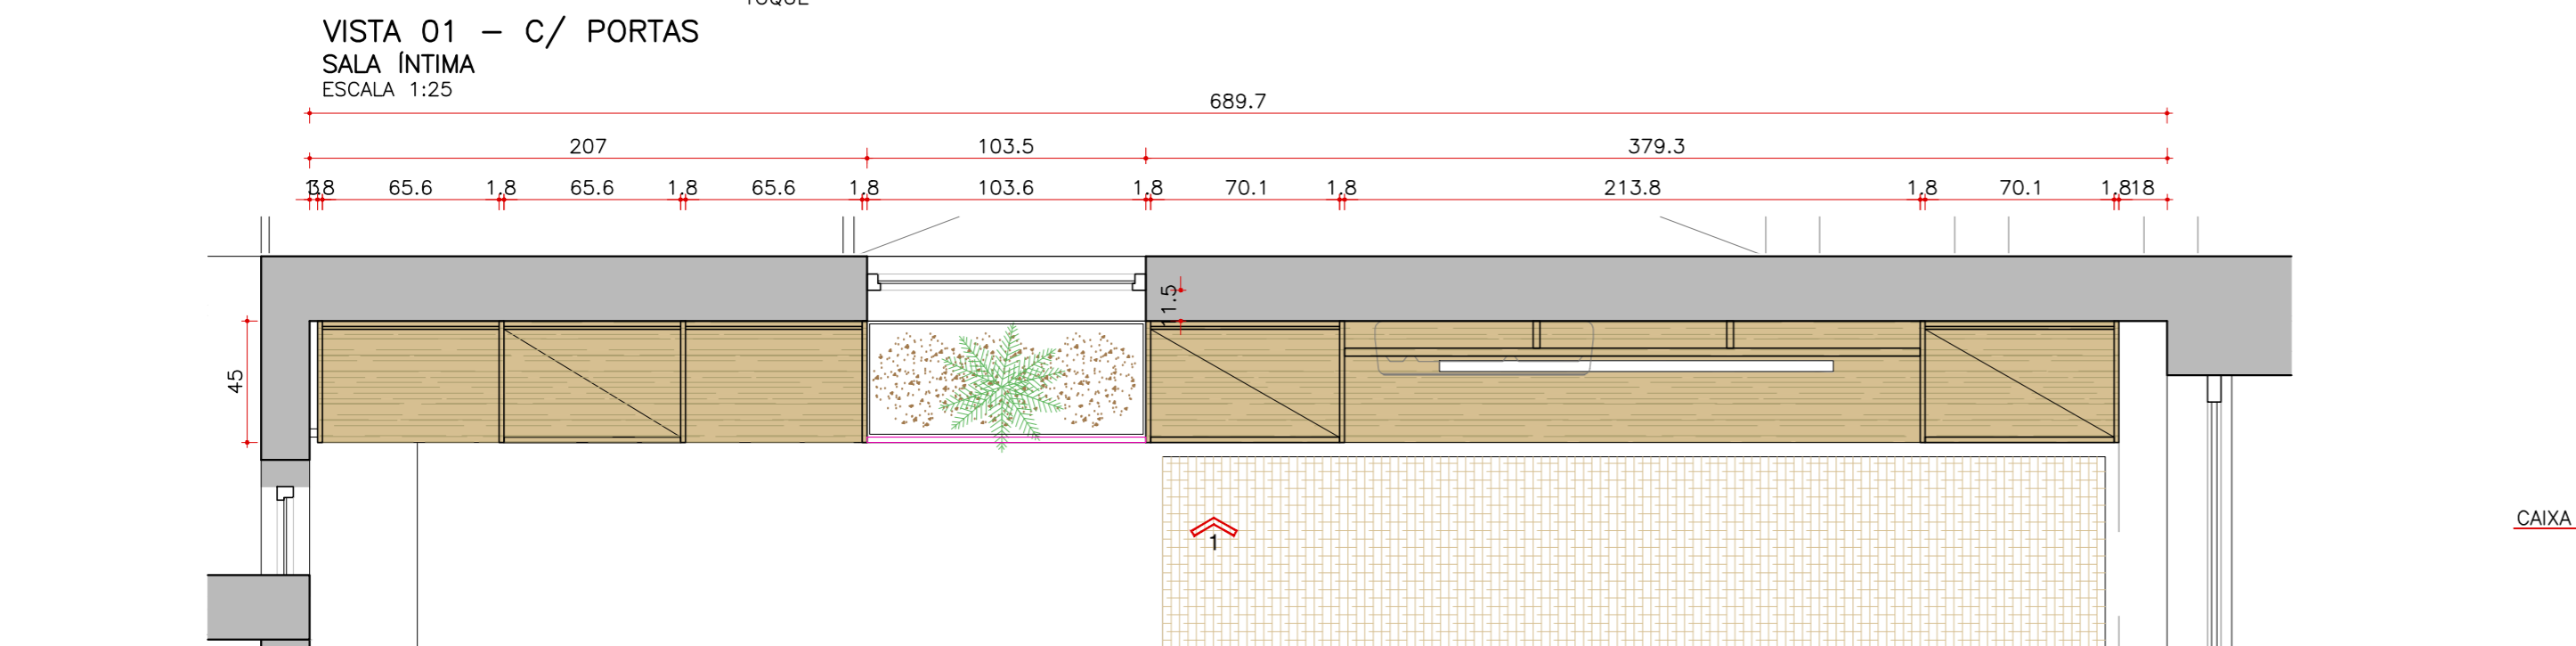 VISTA 01 - C/ PORTAS
SALA ÍNTIMA
ESCALA 1:25
689.7
207 103.5 379.3
1.8 65.6 1.8 65.6 1.8 65.6 1.8 103.6 1.8 70.1 1.8 213.8 1.8 70.1 1.8 18
11.5
45
CAIXA
1